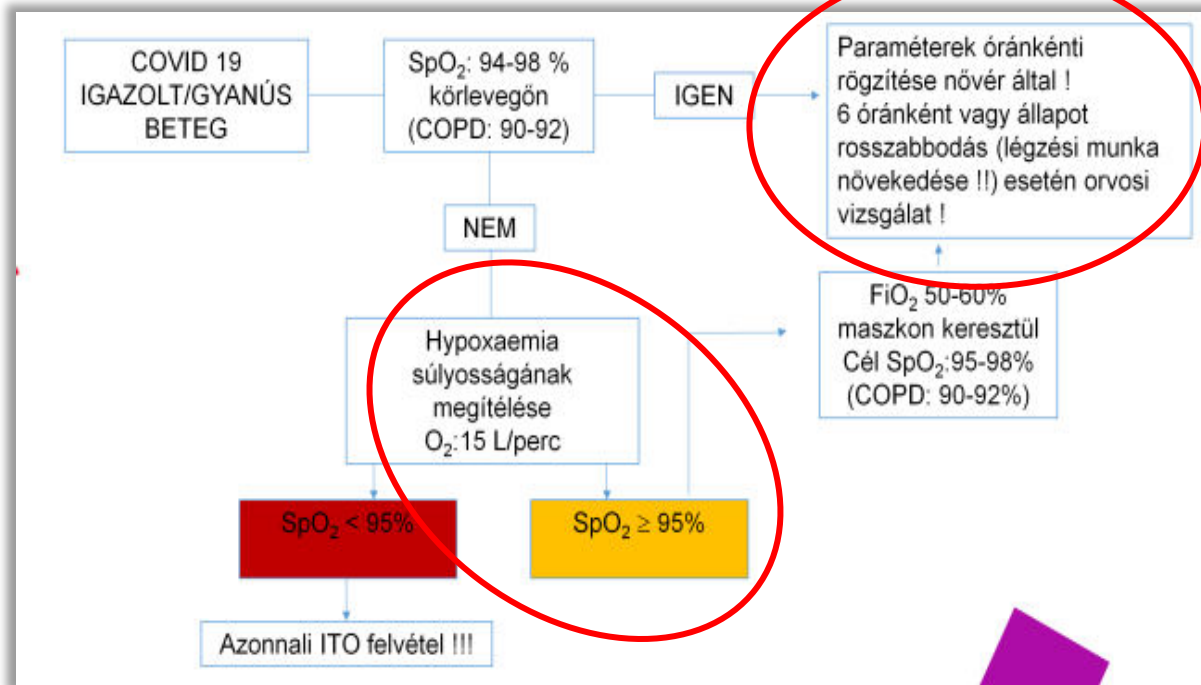 COVID 19
IGAZOLT/GYANÚS
BETEG
SpO₂: 94-98 %
körlevegőn
(COPD: 90-92)
IGEN
Paraméterek óránkénti
rögzítése nővér által !
6 óránként vagy állapot
rosszabbodás (légzési munka
növekedése !!) esetén orvosi
vizsgálat !
NEM
Hypoxaemia
súlyosságának
megítélése
O₂:15 L/perc
FiO₂ 50-60%
maszkon keresztül
Cél SpO₂:95-98%
(COPD: 90-92%)
SpO₂ < 95%
SpO₂ ≥ 95%
Azonnali ITO felvétel !!!